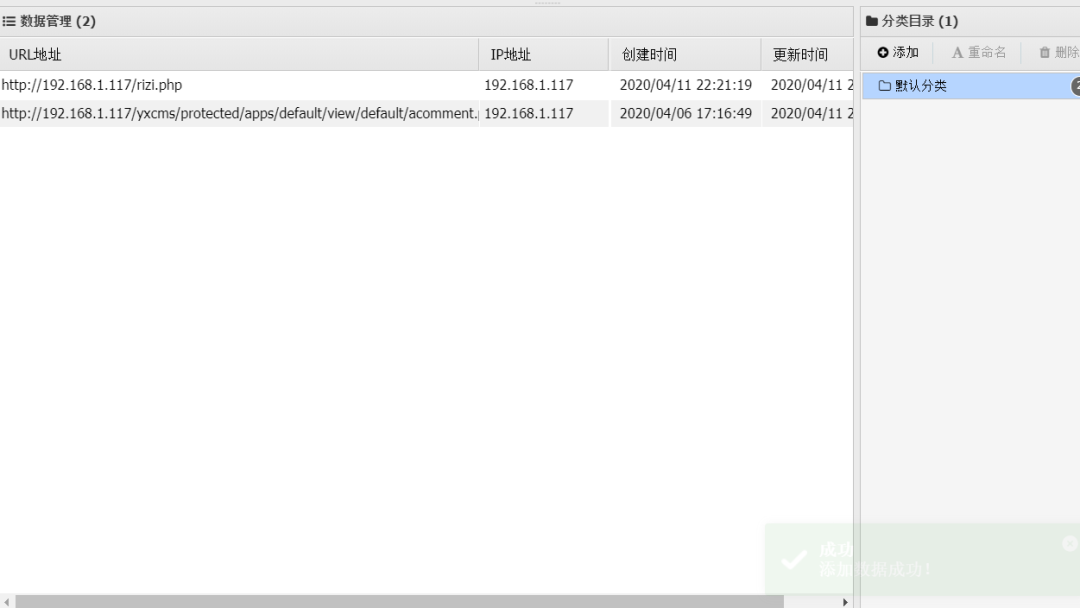 数据管理 (2)
URL地址 IP地址 创建时间 更新时间
http://192.168.1.117/rizi.php 192.168.1.117 2020/04/11 22:21:19 2020/04/11 2
http://192.168.1.117/yxcms/protected/apps/default/view/default/acomment. 192.168.1.117 2020/04/06 17:16:49 2020/04/11 2
分类目录 (1)
添加 重命名 删除
默认分类 2
成功
添加数据成功!